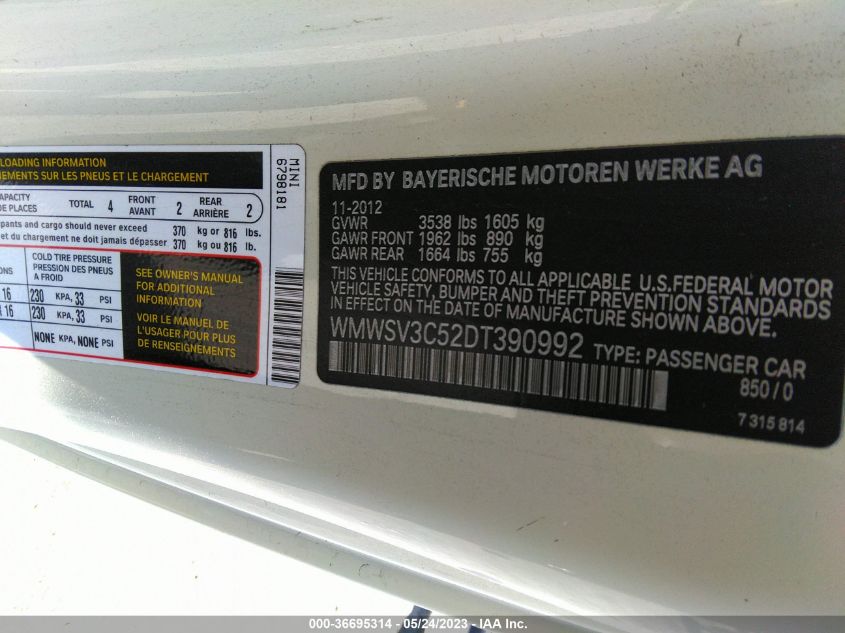 LOADING INFORMATION
NEMENTS SUR LES PNEUS ET LE CHARGEMENT
CAPACITY
DE PLACES
TOTAL 4
FRONT
AVANT 2
REAR
ARRIÈRE 2
pants and cargo should never exceed 370 kg or 816 lbs.
et du chargement ne doit jamais dépasser 370 kg ou 816 lb.
COLD TIRE PRESSURE
PRESSION DES PNEUS
A FROID
16 230 KPA, 33 PSI
16 230 KPA, 33 PSI
NONE KPA, NONE PSI
SEE OWNER'S MANUAL
FOR ADDITIONAL
INFORMATION
VOIR LE MANUEL DE
L'USAGER POUR PLUS
DE RENSEIGNEMENTS
MINI
6798181
MFD BY BAYERISCHE MOTOREN WERKE AG
11-2012
GVWR 3538 lbs 1605 kg
GAWR FRONT 1962 lbs 890 kg
GAWR REAR 1664 lbs 755 kg
THIS VEHICLE CONFORMS TO ALL APPLICABLE U.S.FEDERAL MOTOR
VEHICLE SAFETY, BUMPER AND THEFT PREVENTION STANDARDS
IN EFFECT ON THE DATE OF MANUFACTURE SHOWN ABOVE.
WMWSV3C52DT390992 TYPE: PASSENGER CAR
850/0
7 315 814
000-36695314 - 05/24/2023 - IAA Inc.